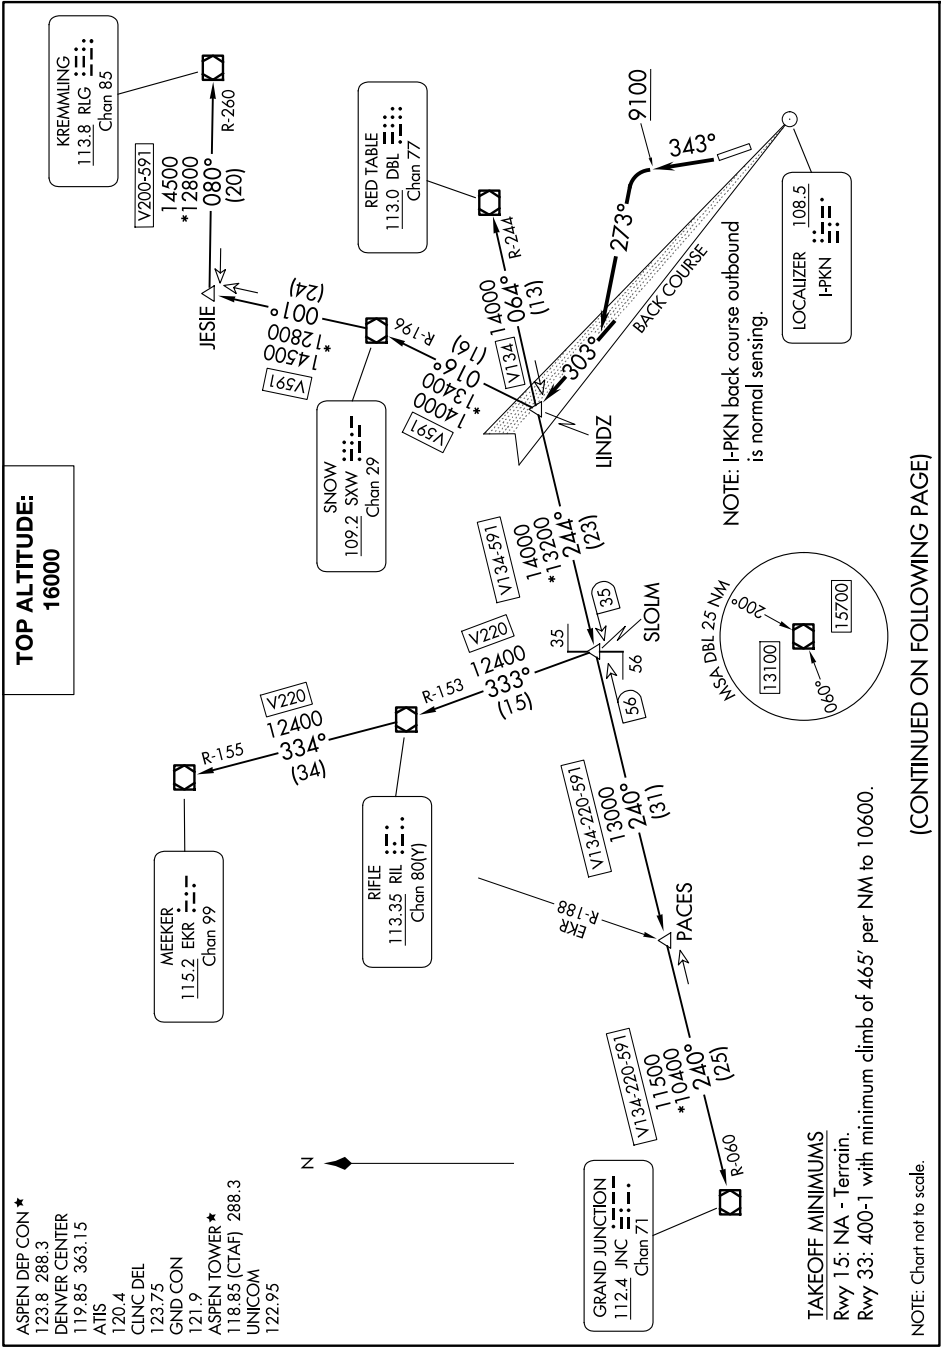 ASPEN DEP CON ★
123.8 288.3
DENVER CENTER
119.85 363.15
ATIS
120.4
CLNC DEL
123.75
GND CON
121.9
ASPEN TOWER ★
118.85 (CTAF) 288.3
UNICOM
122.95
TOP ALTITUDE:
16000
MEEKER
115.2 EKR
Chan 99
R-155
V220
12400
334°
(34)
RIFLE
113.35 RIL
Chan 80(Y)
R-153
V220
12400
333°
(15)
SNOW
109.2 SXW
Chan 29
KREMMLING
113.8 RLG
Chan 85
R-260
V200-591
14500
*12800
080°
(20)
JESIE
V591
14500
*12800
001°
(24)
RED TABLE
113.0 DBL
Chan 77
R-244
V134
14000
064°
(13)
R-196
V591
14000
*13400
016°
(16)
LINDZ
303°
BACK COURSE
273°
9100
343°
LOCALIZER 108.5
I-PKN
NOTE: I-PKN back course outbound
is normal sensing.
V134-591
14000
*13200
244°
(23)
SLOLM
35
35
56
56
V134-220-591
13000
240°
(31)
EKR
R-188
PACES
V134-220-591
11500
*10400
240°
(25)
R-060
GRAND JUNCTION
112.4 JNC
Chan 71
N
MSA DBL 25 NM
200°
060°
13100
15700
TAKEOFF MINIMUMS
Rwy 15: NA - Terrain.
Rwy 33: 400-1 with minimum climb of 465' per NM to 10600.
NOTE: Chart not to scale.
(CONTINUED ON FOLLOWING PAGE)